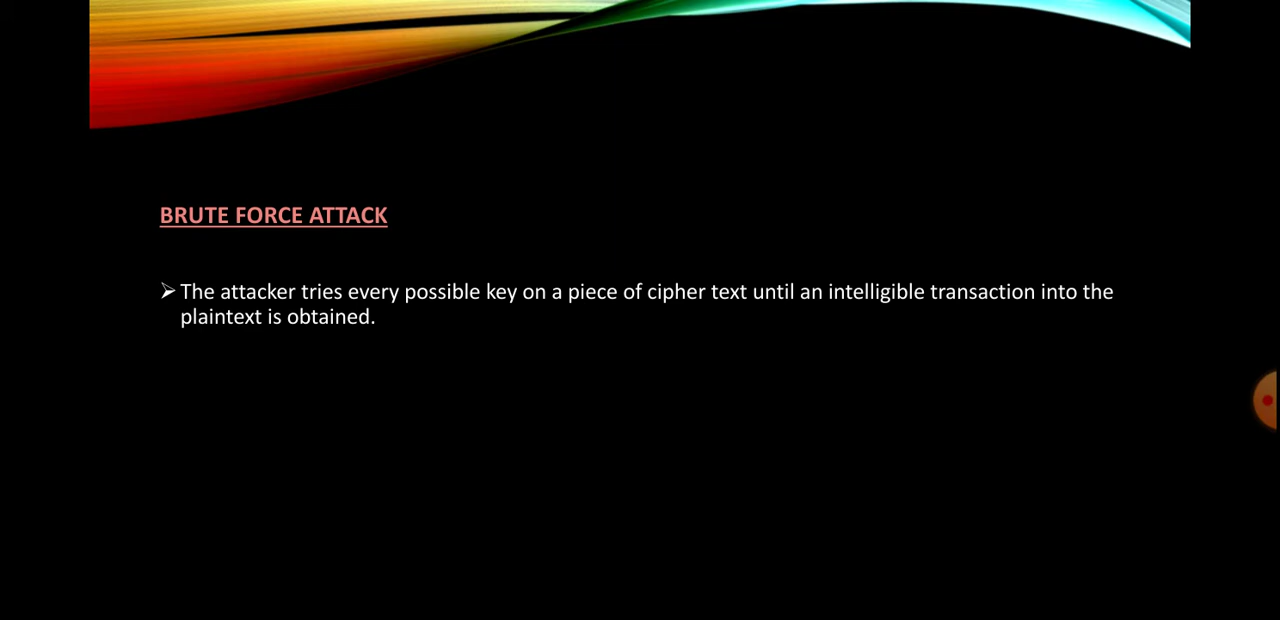 BRUTE FORCE ATTACK
➢ The attacker tries every possible key on a piece of cipher text until an intelligible transaction into the
plaintext is obtained.